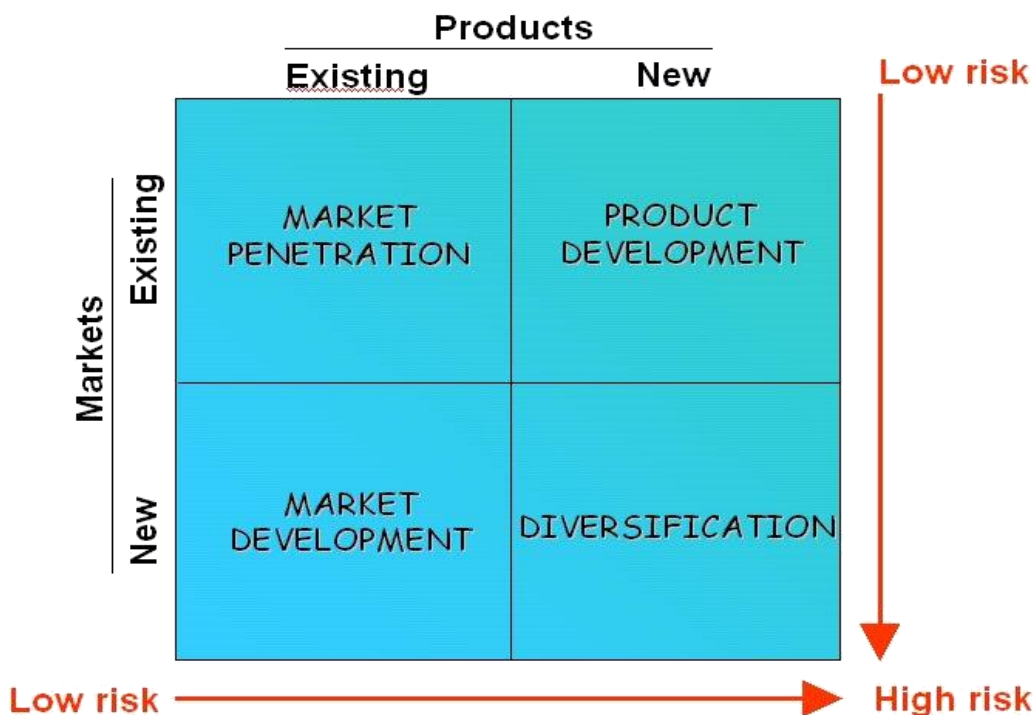 Products
Existing
New
Low risk
Markets
Existing
MARKET
PENETRATION
PRODUCT
DEVELOPMENT
New
MARKET
DEVELOPMENT
DIVERSIFICATION
Low risk
High risk